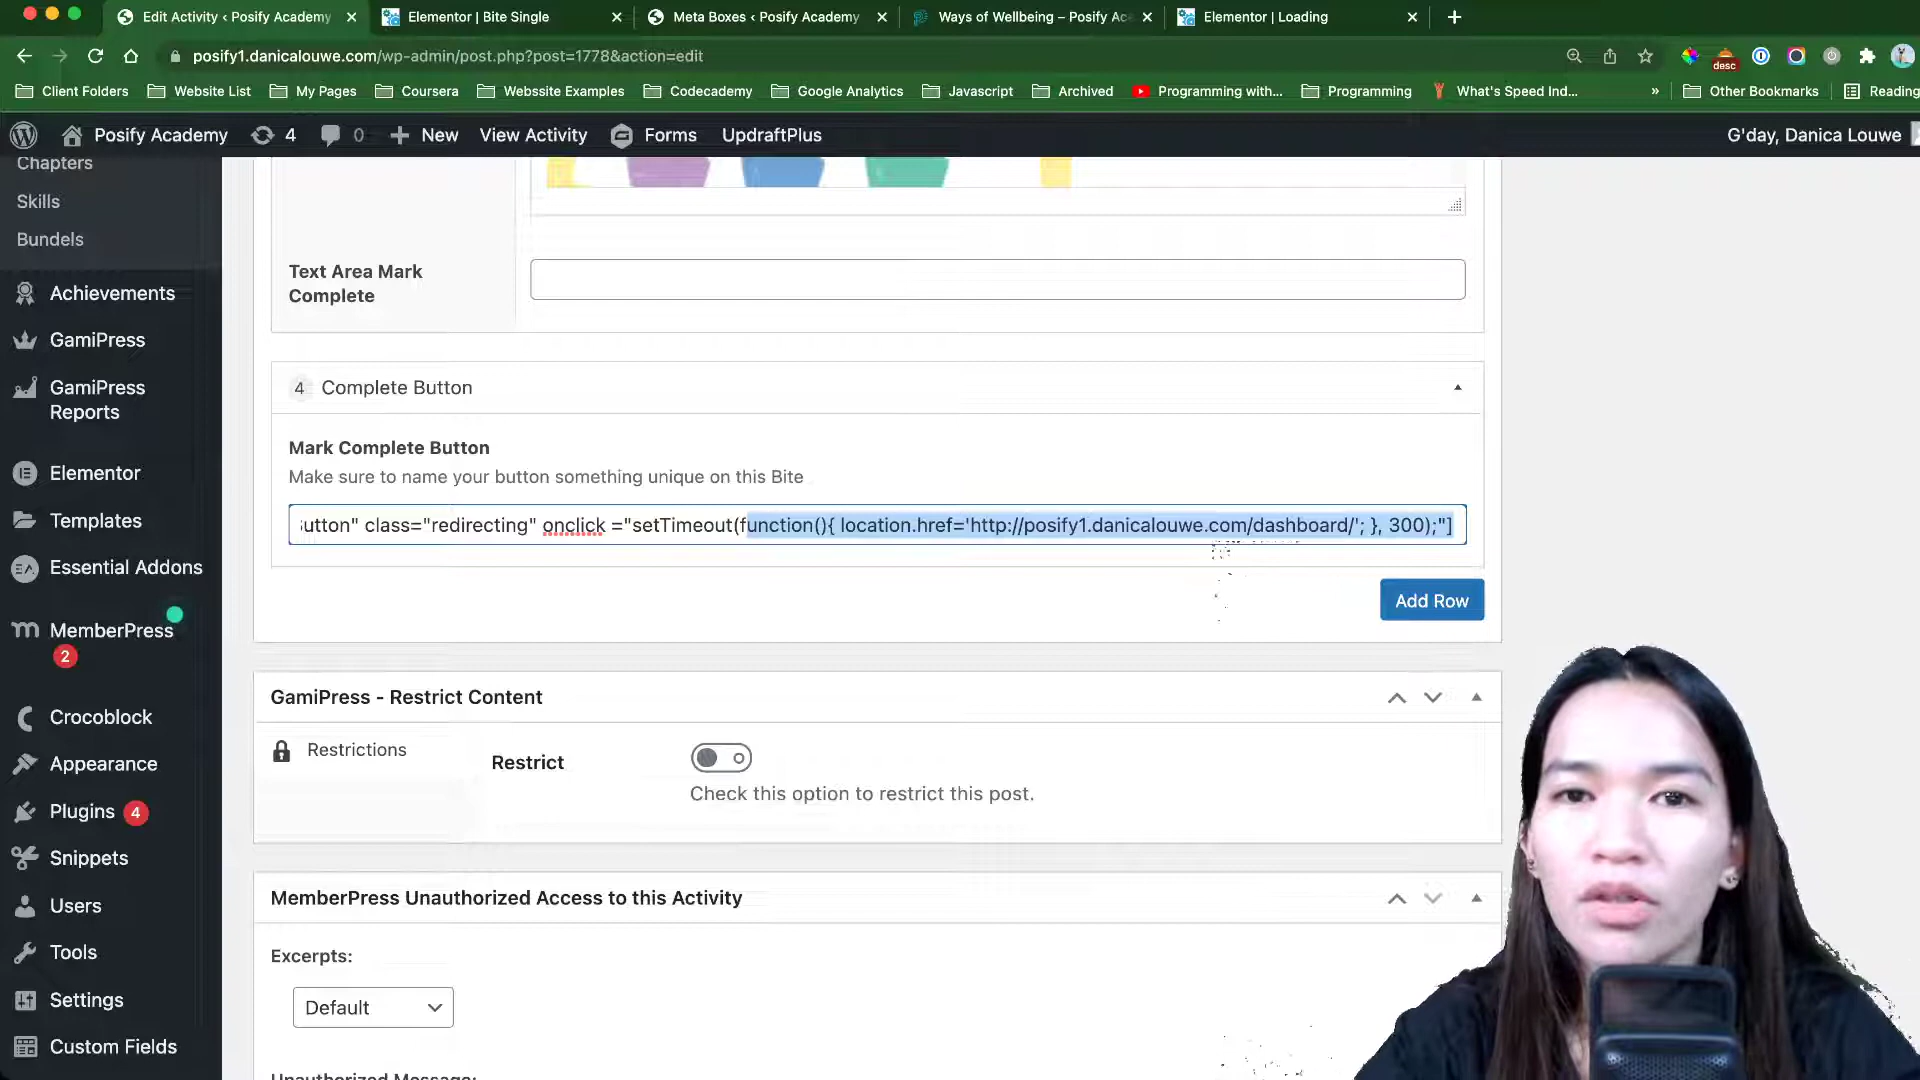 Edit Activity ‹ Posify Academy
Elementor | Bite Single
Meta Boxes ‹ Posify Academy
Ways of Wellbeing – Posify Ac
Elementor | Loading
posify1.danicalouwe.com/wp-admin/post.php?post=1778&action=edit
desc
Client Folders
Website List
My Pages
Coursera
Webssite Examples
Codecademy
Google Analytics
Javascript
Archived
Programming with...
Programming
What's Speed Ind...
»
Other Bookmarks
Reading
Posify Academy
4
0
New
View Activity
Forms
UpdraftPlus
G'day, Danica Louwe
Chapters
Skills
Bundels
Achievements
GamiPress
GamiPress
Reports
Elementor
Templates
Essential Addons
MemberPress
2
Crocoblock
Appearance
Plugins 4
Snippets
Users
Tools
Settings
Custom Fields
Text Area Mark
Complete
4 Complete Button
Mark Complete Button
Make sure to name your button something unique on this Bite
utton" class="redirecting" onclick ="setTimeout(function(){ location.href='http://posify1.danicalouwe.com/dashboard/'; }, 300);"]
Add Row
GamiPress - Restrict Content
Restrictions
Restrict
Check this option to restrict this post.
MemberPress Unauthorized Access to this Activity
Excerpts:
Default
Unauthorized Message: